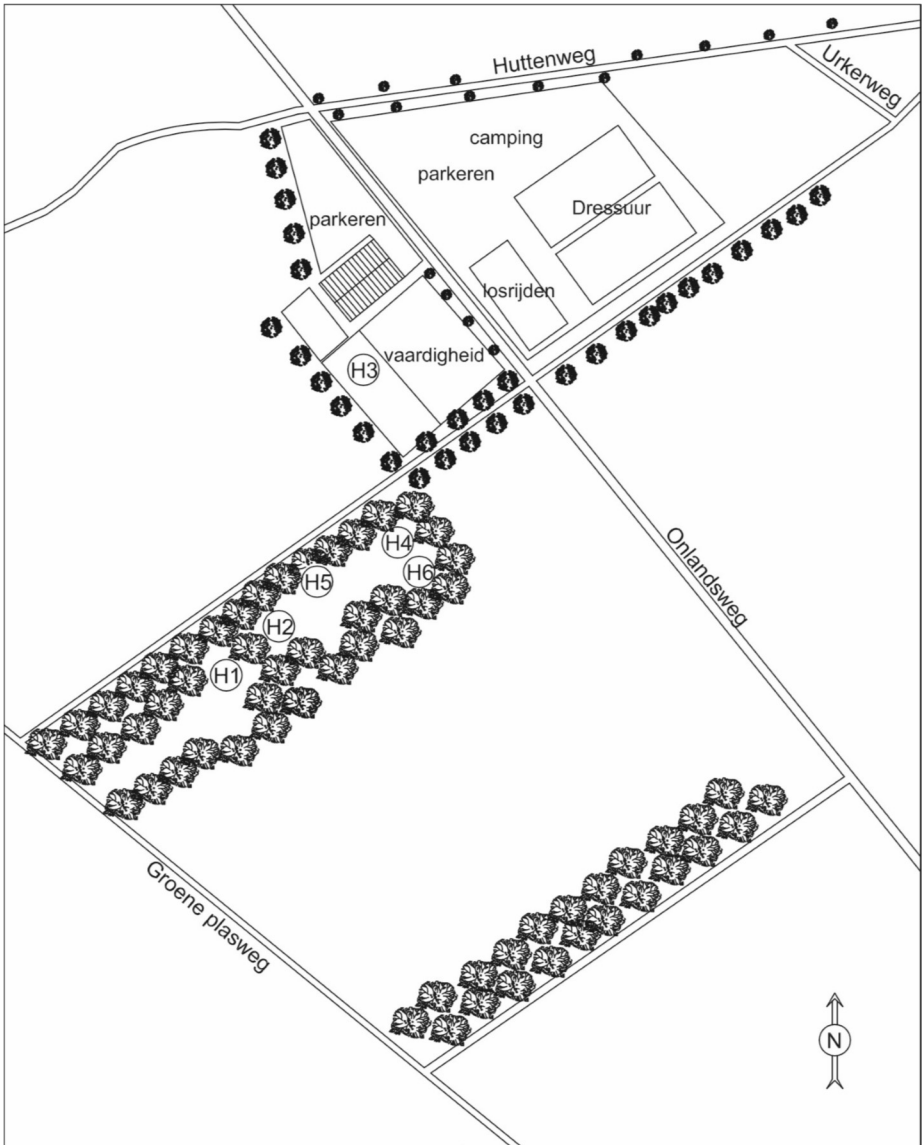 Huttenweg
Urkerweg
camping
parkeren
Dressuur
parkeren
losrijden
vaardigheid
H3
Onlandsweg
H4
H5
H6
H2
H1
Groene plasweg
N